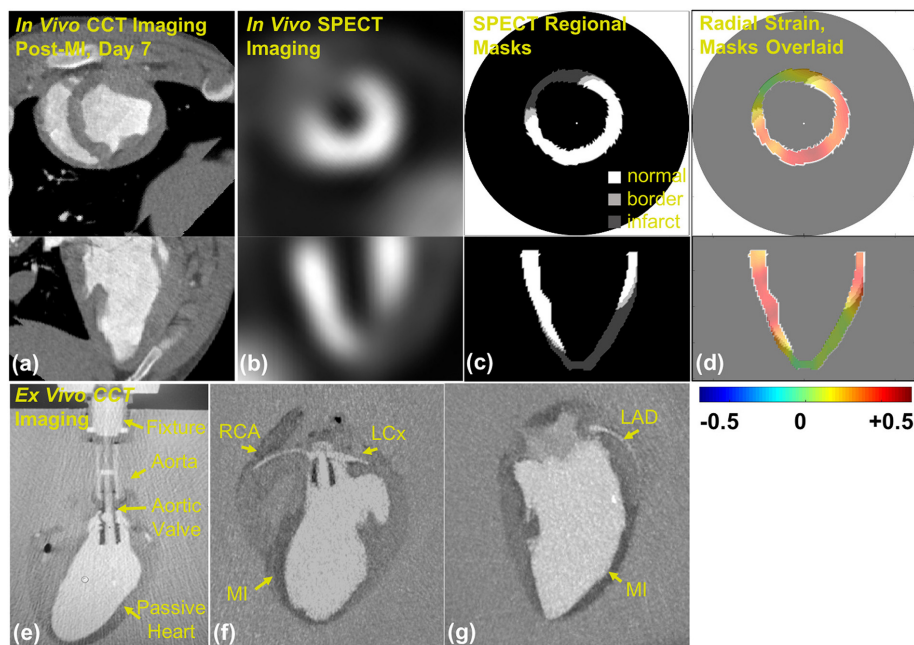 In Vivo CCT Imaging
Post-MI, Day 7
In Vivo SPECT
Imaging
SPECT Regional
Masks
Radial Strain,
Masks Overlaid
normal
border
infarct
(a)
(b)
(c)
(d)
-0.5 0 +0.5
Ex Vivo CCT
Imaging
Fixture
Aorta
Aortic
Valve
Passive
Heart
(e)
RCA
LCx
MI
(f)
LAD
MI
(g)